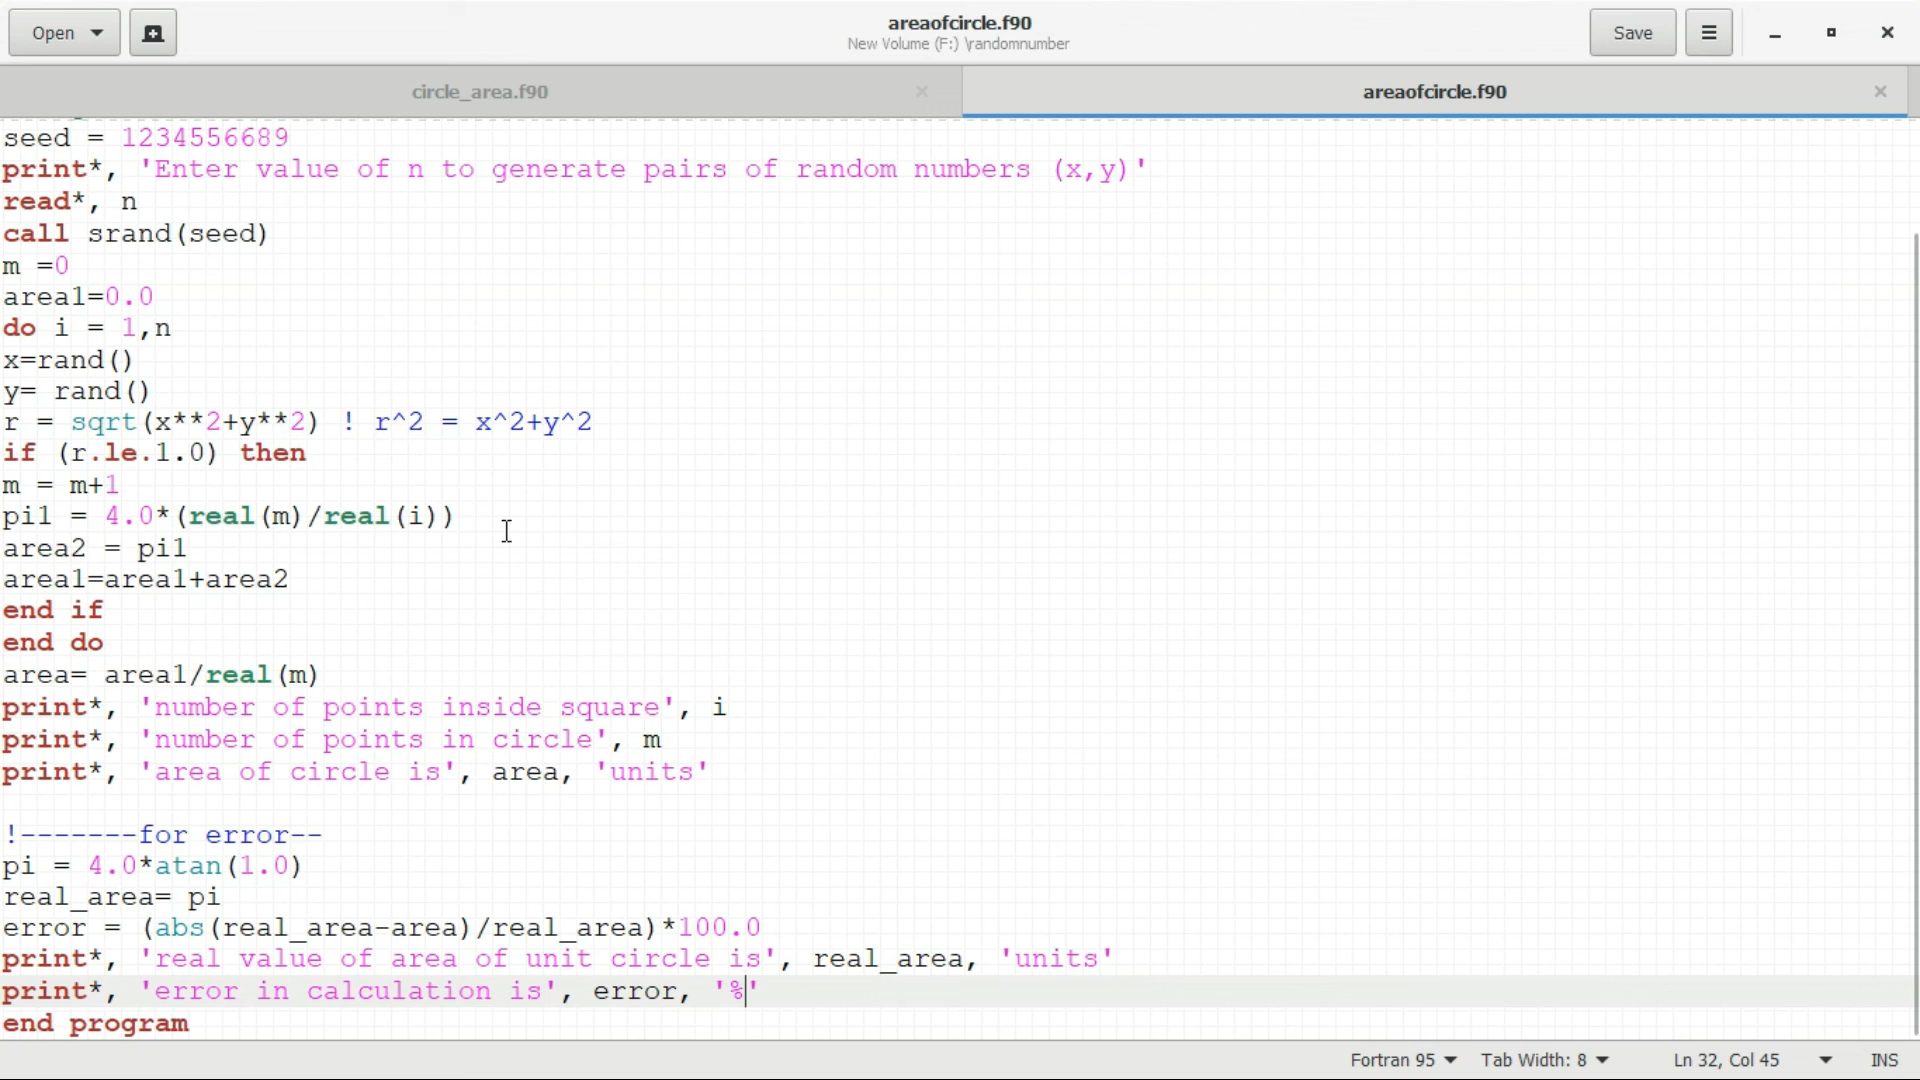 Open
areaofcircle.f90
New Volume (F:) \randomnumber
Save
circle_area.f90
areaofcircle.f90
seed = 1234556689
print*, 'Enter value of n to generate pairs of random numbers (x,y)'
read*, n
call srand(seed)
m =0
area1=0.0
do i = 1,n
x=rand()
y= rand()
r = sqrt(x**2+y**2) ! r^2 = x^2+y^2
if (r.le.1.0) then
m = m+1
pi1 = 4.0*(real(m)/real(i))
area2 = pi1
area1=area1+area2
end if
end do
area= area1/real(m)
print*, 'number of points inside square', i
print*, 'number of points in circle', m
print*, 'area of circle is', area, 'units'
!-------for error--
pi = 4.0*atan(1.0)
real_area= pi
error = (abs(real_area-area)/real_area)*100.0
print*, 'real value of area of unit circle is', real_area, 'units'
print*, 'error in calculation is', error, '%'
end program
Fortran 95
Tab Width: 8
Ln 32, Col 45
INS